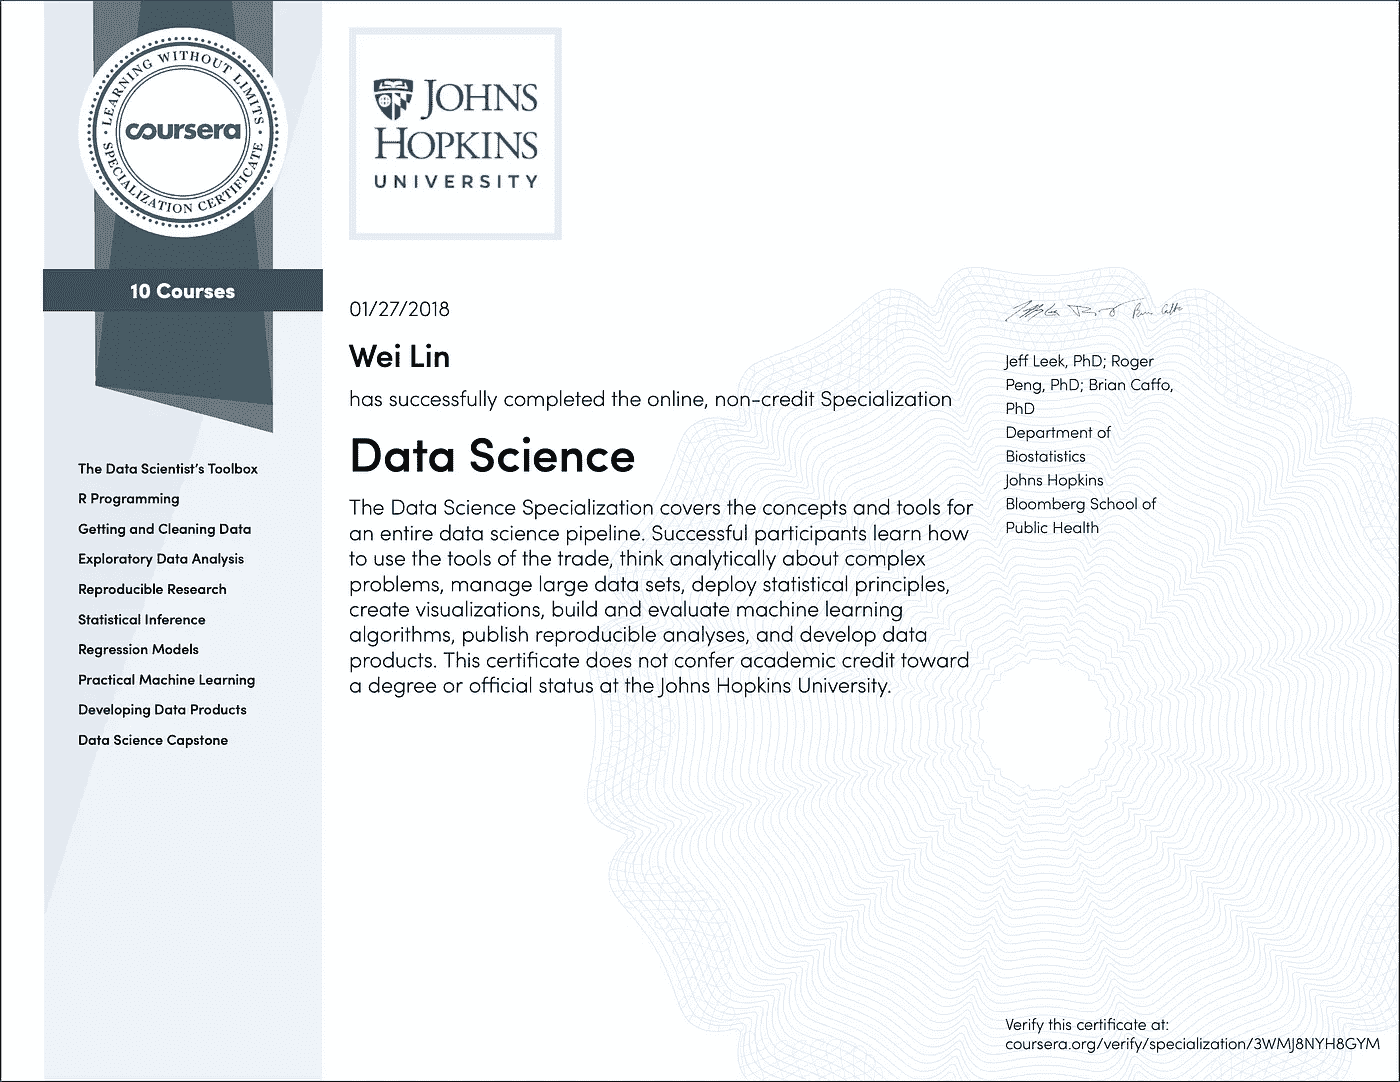 LEARNING WITHOUT LIMITS
coursera
SPECIALIZATION CERTIFICATE
10 Courses
The Data Scientist's Toolbox
R Programming
Getting and Cleaning Data
Exploratory Data Analysis
Reproducible Research
Statistical Inference
Regression Models
Practical Machine Learning
Developing Data Products
Data Science Capstone
JOHNS
HOPKINS
UNIVERSITY
01/27/2018
Wei Lin
has successfully completed the online, non-credit Specialization
Data Science
The Data Science Specialization covers the concepts and tools for
an entire data science pipeline. Successful participants learn how
to use the tools of the trade, think analytically about complex
problems, manage large data sets, deploy statistical principles,
create visualizations, build and evaluate machine learning
algorithms, publish reproducible analyses, and develop data
products. This certificate does not confer academic credit toward
a degree or official status at the Johns Hopkins University.
Jeff Leek, PhD; Roger
Peng, PhD; Brian Caffo,
PhD
Department of
Biostatistics
Johns Hopkins
Bloomberg School of
Public Health
Verify this certificate at:
coursera.org/verify/specialization/3WMJ8NYH8GYM